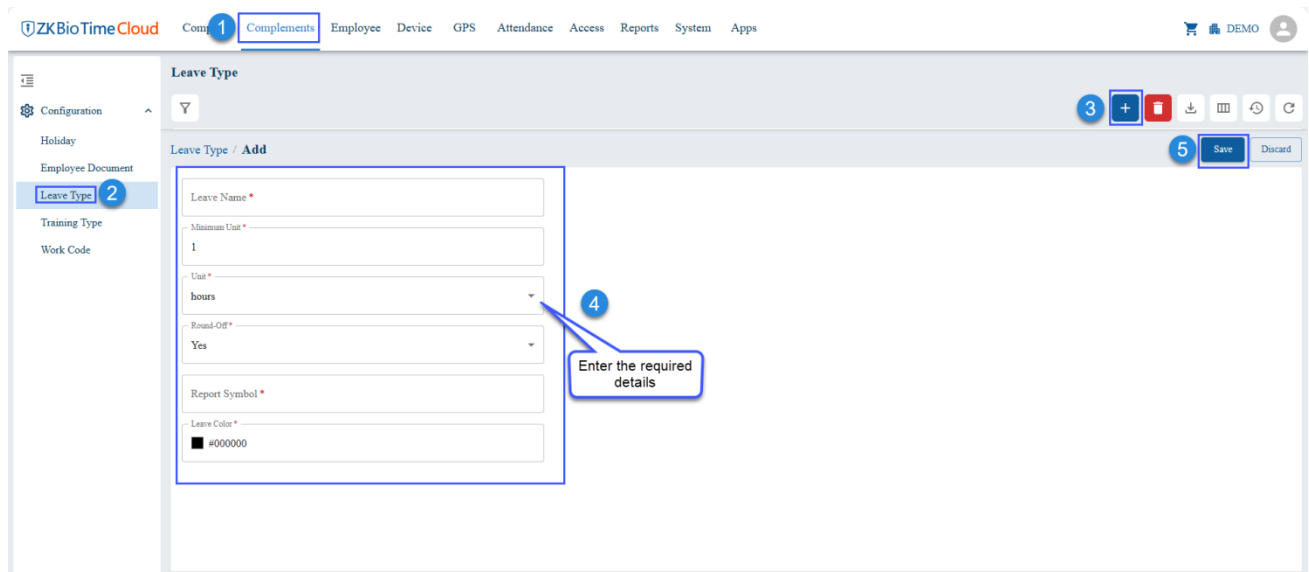 ZKBioTime Cloud
1 Complements Employee Device GPS Attendance Access Reports System Apps DEMO
Leave Type
Configuration
3 +
Holiday
Leave Type / Add
5 Save Discard
Employee Document
Leave Type 2
Training Type
Work Code
Leave Name *
Minimum Unit *
1
Unit *
hours
4
Round-Off *
Yes
Enter the required
details
Report Symbol *
Leave Color *
#000000